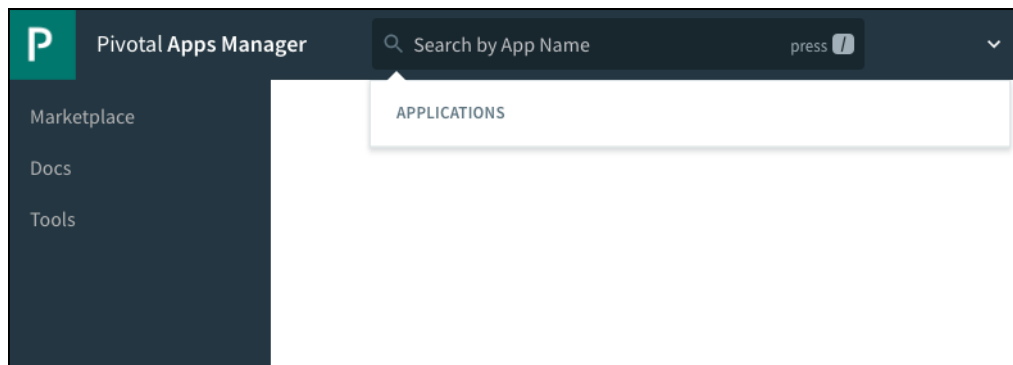 P
Pivotal Apps Manager
Search by App Name
press /
APPLICATIONS
Marketplace
Docs
Tools